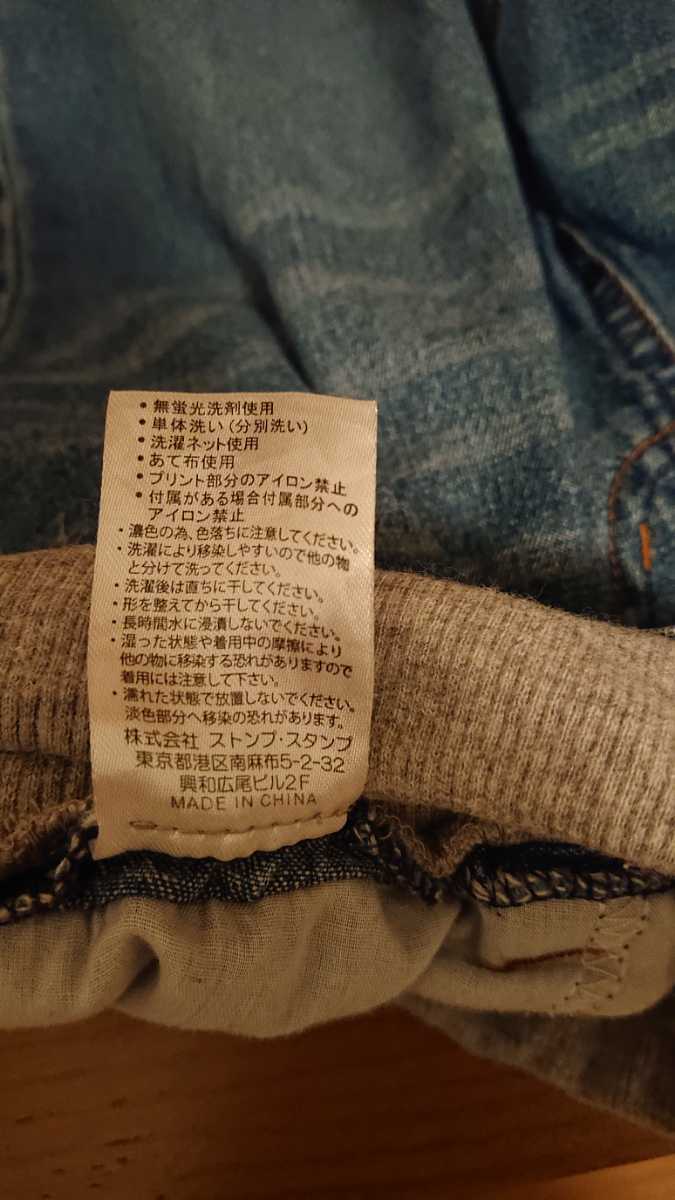 ・無蛍光洗剤使用
・単体洗い(分別洗い)
・洗濯ネット使用
・あて布使用
・プリント部分のアイロン禁止
・付属がある場合付属部分への
アイロン禁止
・濃色の為、色落ちに注意してください。
・洗濯により移染しやすいので他の物
と分けて洗ってください。
・洗濯後は直ちに干してください。
・形を整えてから干してください。
・長時間水に浸漬しないでください。
・湿った状態や着用中の摩擦により
他の物に移染する恐れがありますので
着用には注意して下さい。
・濡れた状態で放置しないでください。
淡色部分へ移染の恐れがあります。
株式会社 ストンプ・スタンプ
東京都港区南麻布5-2-32
興和広尾ビル2F
MADE IN CHINA